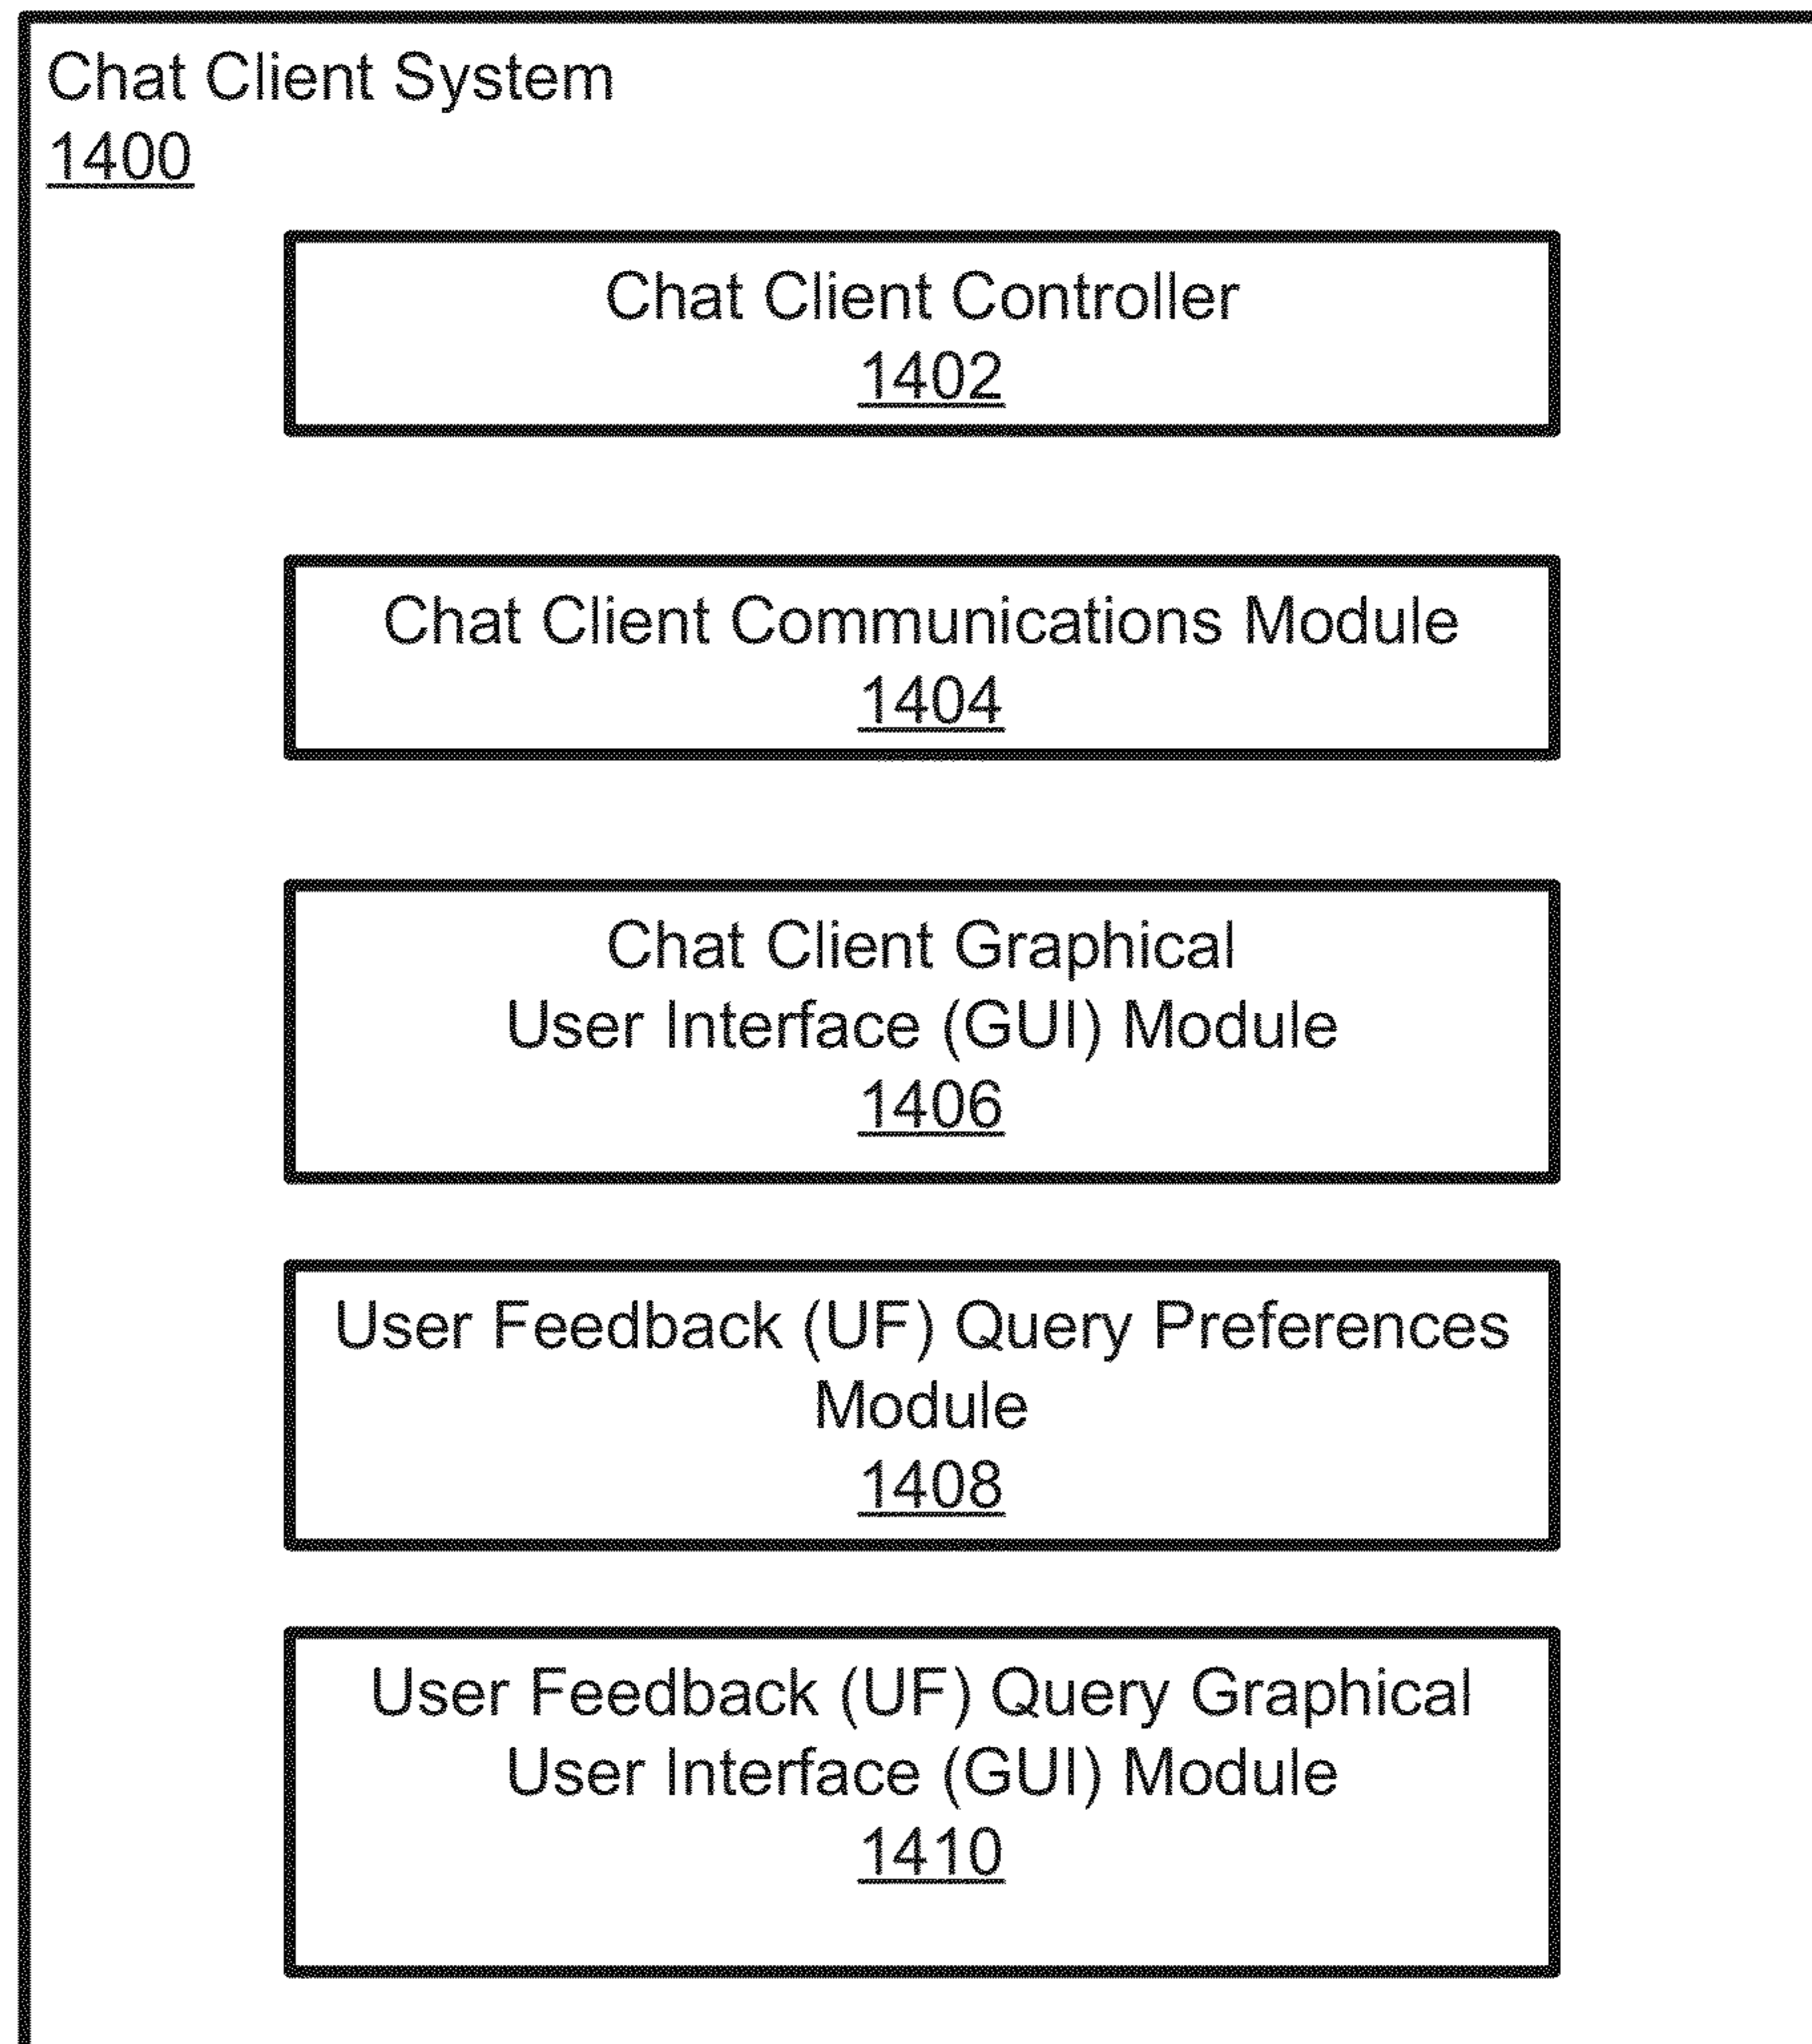 Chat Client System
1400
Chat Client Controller
1402
Chat Client Communications Module
1404
Chat Client Graphical
User Interface (GUI) Module
1406
User Feedback (UF) Query Preferences
Module
1408
User Feedback (UF) Query Graphical
User Interface (GUI) Module
1410